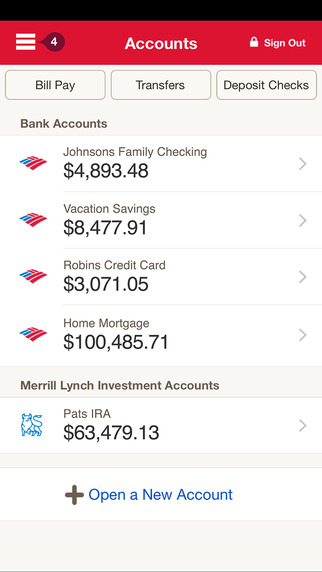 4
Accounts
Sign Out
Bill Pay
Transfers
Deposit Checks
Bank Accounts
Johnsons Family Checking
$4,893.48
Vacation Savings
$8,477.91
Robins Credit Card
$3,071.05
Home Mortgage
$100,485.71
Merrill Lynch Investment Accounts
Pats IRA
$63,479.13
Open a New Account